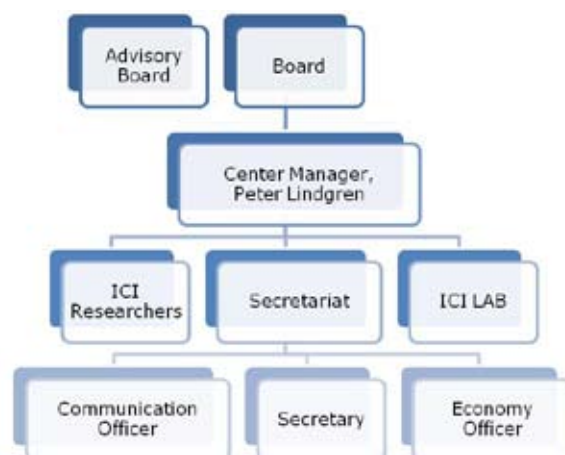 Advisory
Board
Board
Center Manager,
Peter Lindgren
ICI
Researchers
Secretariat
ICI LAB
Communication
Officer
Secretary
Economy
Officer